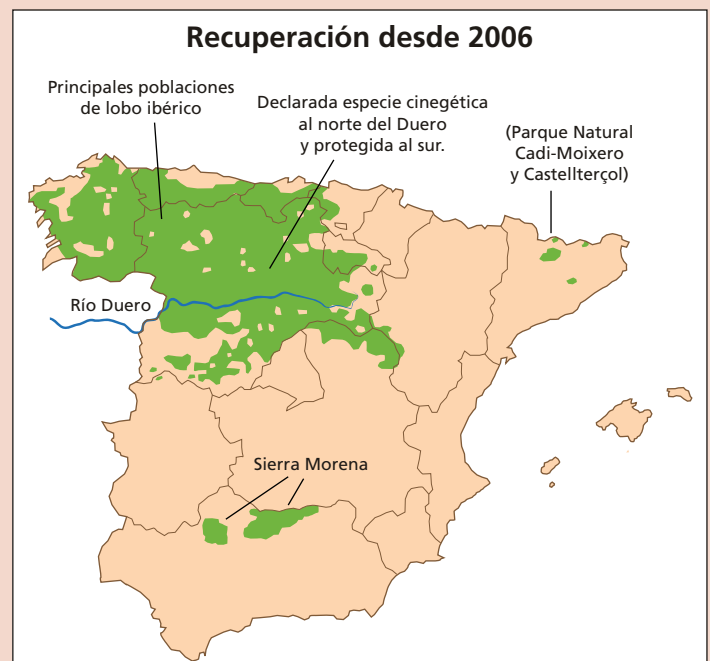 Recuperación desde 2006
Principales poblaciones
de lobo ibérico
Declarada especie cinegética
al norte del Duero
y protegida al sur.
(Parque Natural
Cadi-Moixero
y Castellterçol)
Río Duero
Sierra Morena